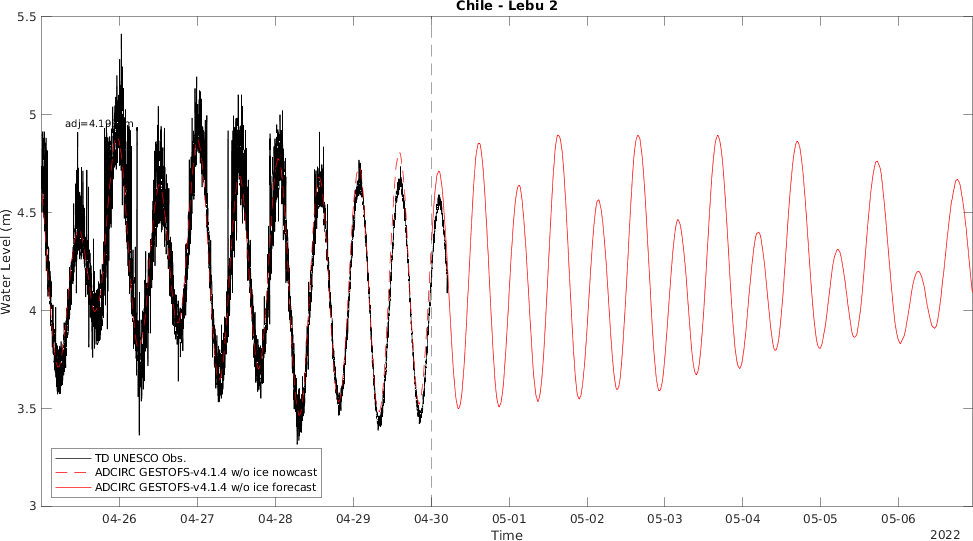 Chile - Lebu 2
5.5
5
4.5
4
3.5
3
Water Level (m)
TD UNESCO Obs.
ADCIRC GESTOFS-v4.1.4 w/o ice nowcast
ADCIRC GESTOFS-v4.1.4 w/o ice forecast
04-26 04-27 04-28 04-29 04-30 05-01 05-02 05-03 05-04 05-05 05-06
Time
2022